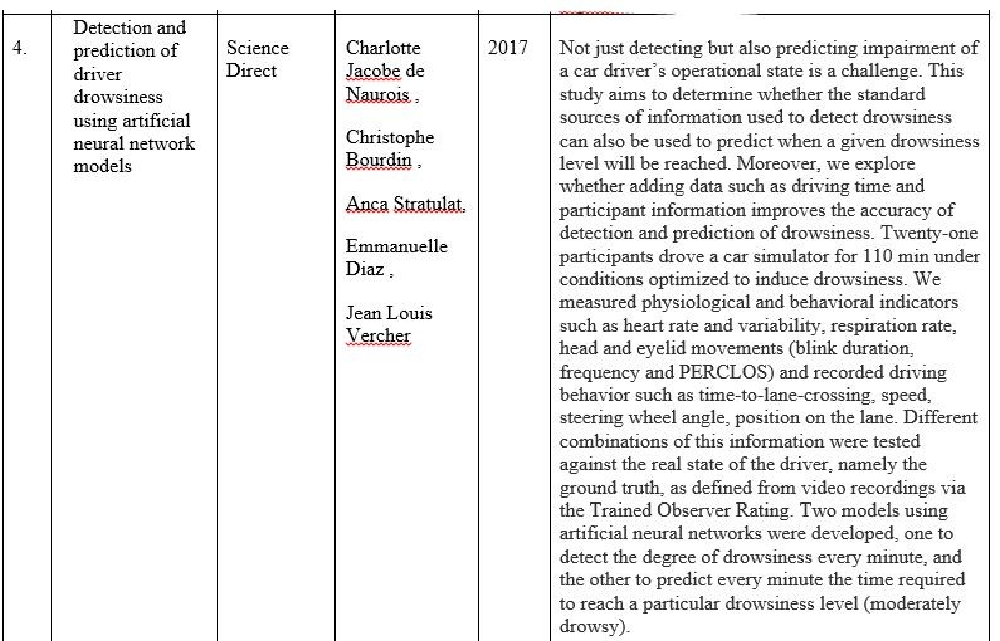 4.
Detection and
prediction of
driver
drowsiness
using artificial
neural network
models
Science
Direct
Charlotte
Jacobe de
Naurois ,
Christophe
Bourdin ,
Anca Stratulat,
Emmanuelle
Diaz ,
Jean Louis
Vercher
2017
Not just detecting but also predicting impairment of
a car driver’s operational state is a challenge. This
study aims to determine whether the standard
sources of information used to detect drowsiness
can also be used to predict when a given drowsiness
level will be reached. Moreover, we explore
whether adding data such as driving time and
participant information improves the accuracy of
detection and prediction of drowsiness. Twenty-one
participants drove a car simulator for 110 min under
conditions optimized to induce drowsiness. We
measured physiological and behavioral indicators
such as heart rate and variability, respiration rate,
head and eyelid movements (blink duration,
frequency and PERCLOS) and recorded driving
behavior such as time-to-lane-crossing, speed,
steering wheel angle, position on the lane. Different
combinations of this information were tested
against the real state of the driver, namely the
ground truth, as defined from video recordings via
the Trained Observer Rating. Two models using
artificial neural networks were developed, one to
detect the degree of drowsiness every minute, and
the other to predict every minute the time required
to reach a particular drowsiness level (moderately
drowsy).